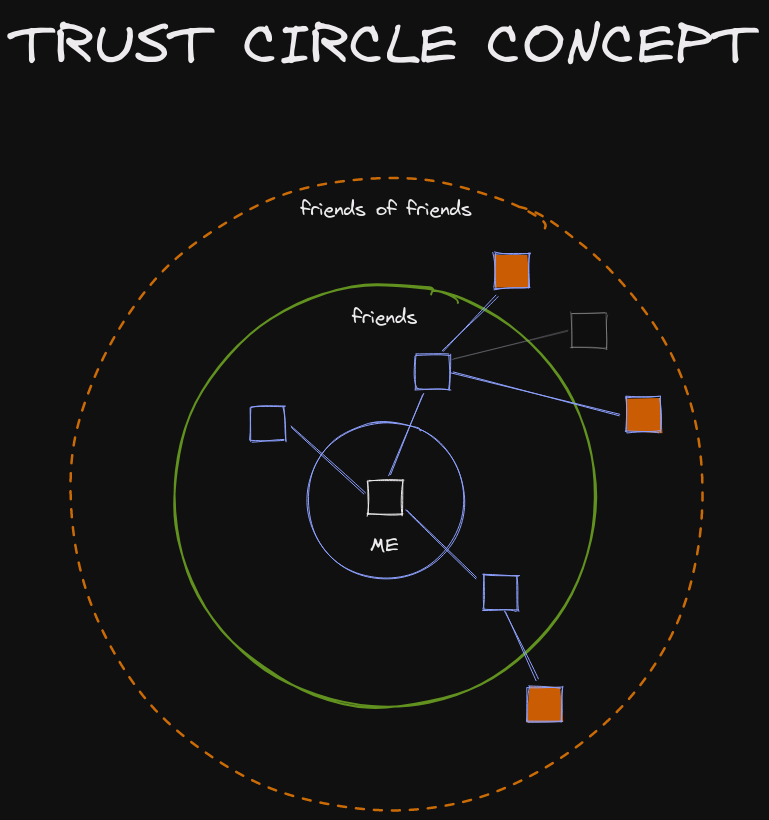 TRUST CIRCLE CONCEPT
friends of friends
friends
ME